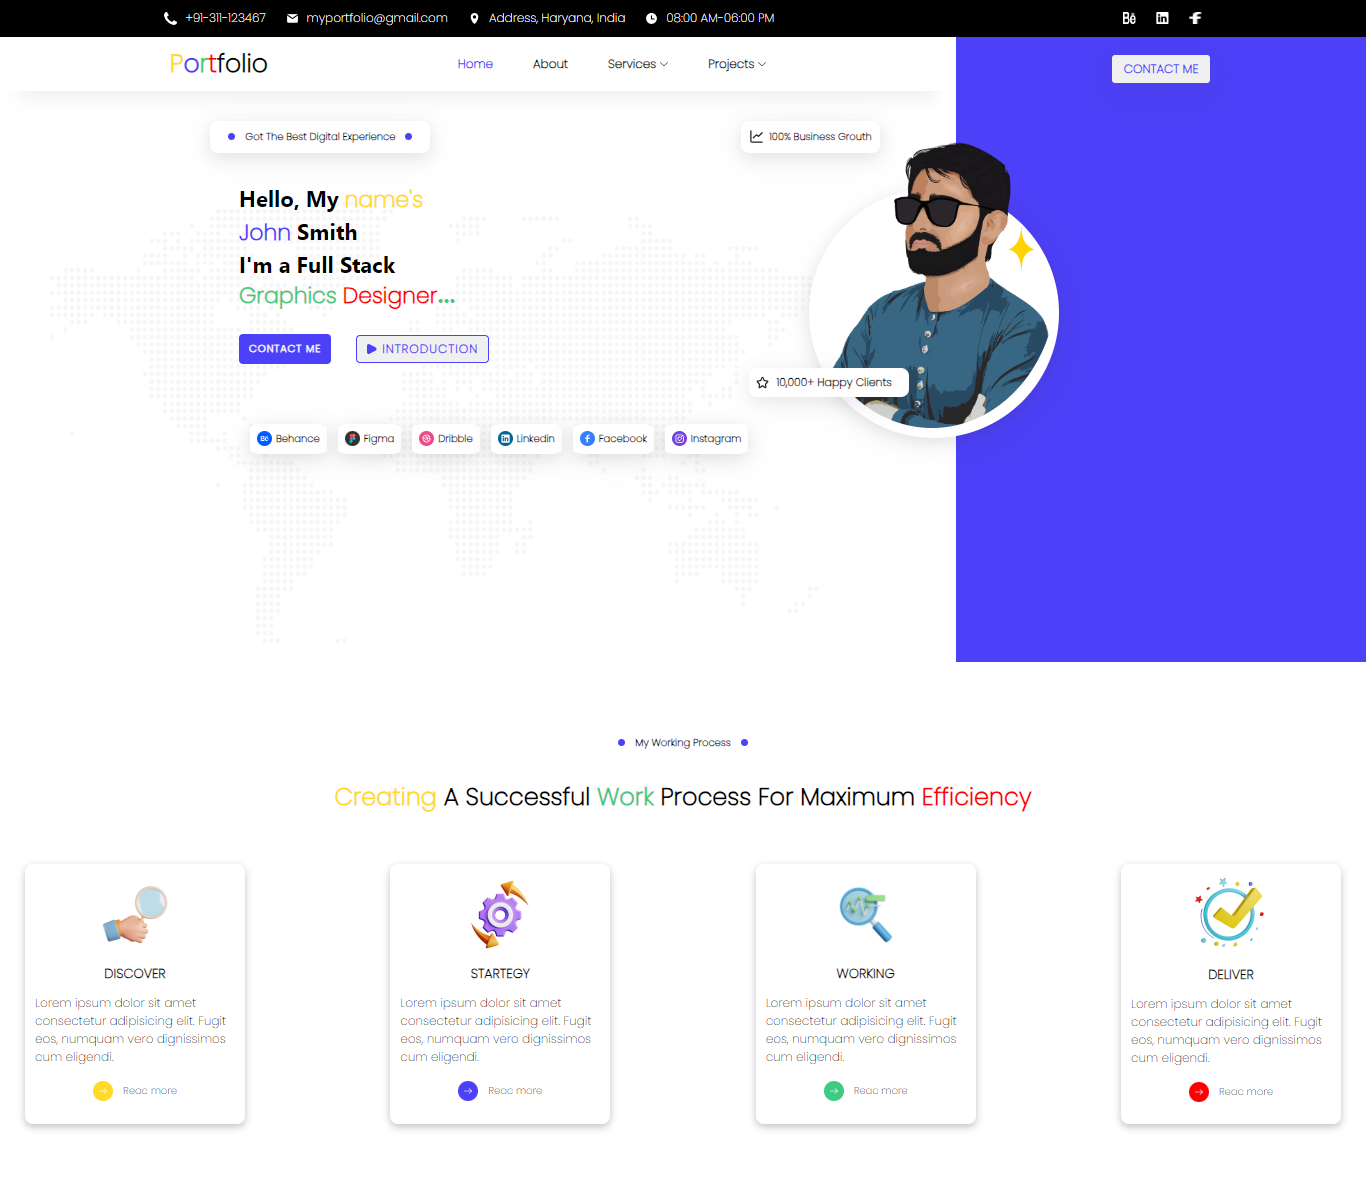 +91-311-123467 myportfolio@gmail.com Address, Haryana, India 08:00 AM-06:00 PM Bē in f
Portfolio Home About Services Projects CONTACT ME
Got The Best Digital Experience
100% Business Grouth
Hello, My name's
John Smith
I'm a Full Stack
Graphics Designer...
CONTACT ME INTRODUCTION
10,000+ Happy Clients
Behance Figma Dribble Linkedin Facebook Instagram
My Working Process
Creating A Successful Work Process For Maximum Efficiency
DISCOVER
Lorem ipsum dolor sit amet
consectetur adipisicing elit. Fugit
eos, numquam vero dignissimos
cum eligendi.
Read more
STARTEGY
Lorem ipsum dolor sit amet
consectetur adipisicing elit. Fugit
eos, numquam vero dignissimos
cum eligendi.
Read more
WORKING
Lorem ipsum dolor sit amet
consectetur adipisicing elit. Fugit
eos, numquam vero dignissimos
cum eligendi.
Read more
DELIVER
Lorem ipsum dolor sit amet
consectetur adipisicing elit. Fugit
eos, numquam vero dignissimos
cum eligendi.
Read more